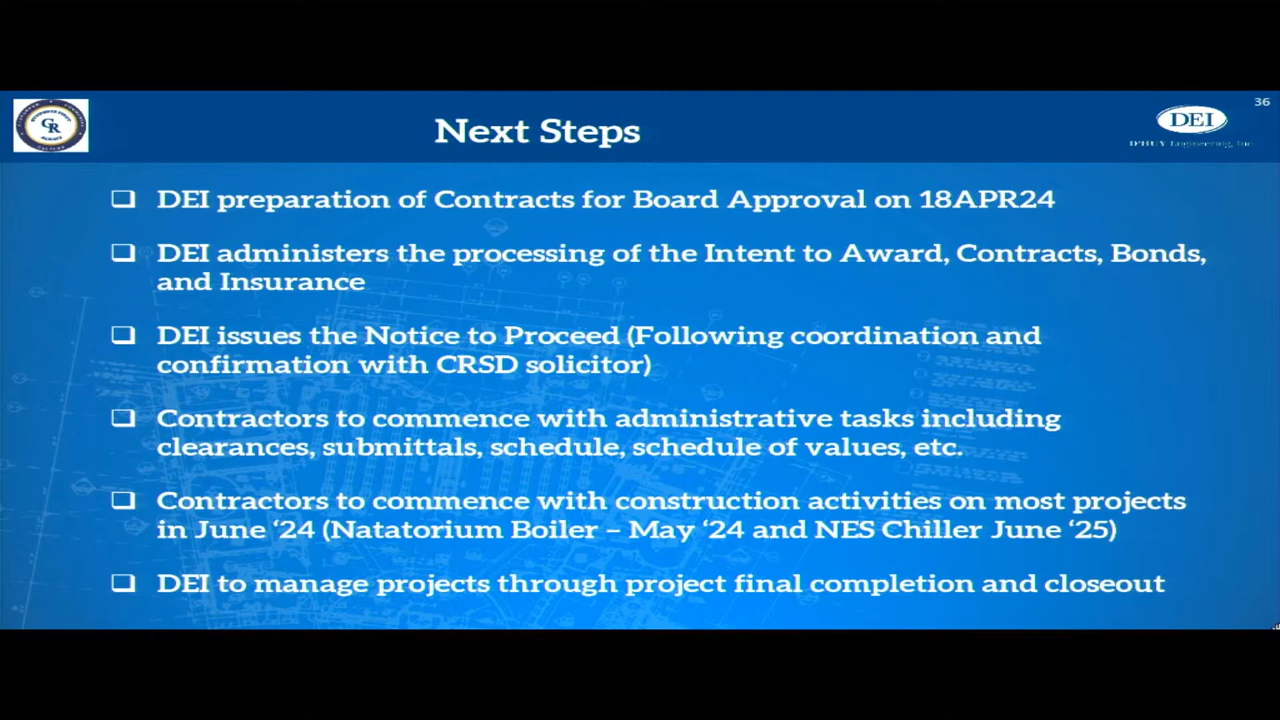 36
Next Steps
GR
DEI
D'HUY Engineering, Inc.
❑ DEI preparation of Contracts for Board Approval on 18APR24
❑ DEI administers the processing of the Intent to Award, Contracts, Bonds,
and Insurance
❑ DEI issues the Notice to Proceed (Following coordination and
confirmation with CRSD solicitor)
❑ Contractors to commence with administrative tasks including
clearances, submittals, schedule, schedule of values, etc.
❑ Contractors to commence with construction activities on most projects
in June ‘24 (Natatorium Boiler – May ‘24 and NES Chiller June ‘25)
❑ DEI to manage projects through project final completion and closeout